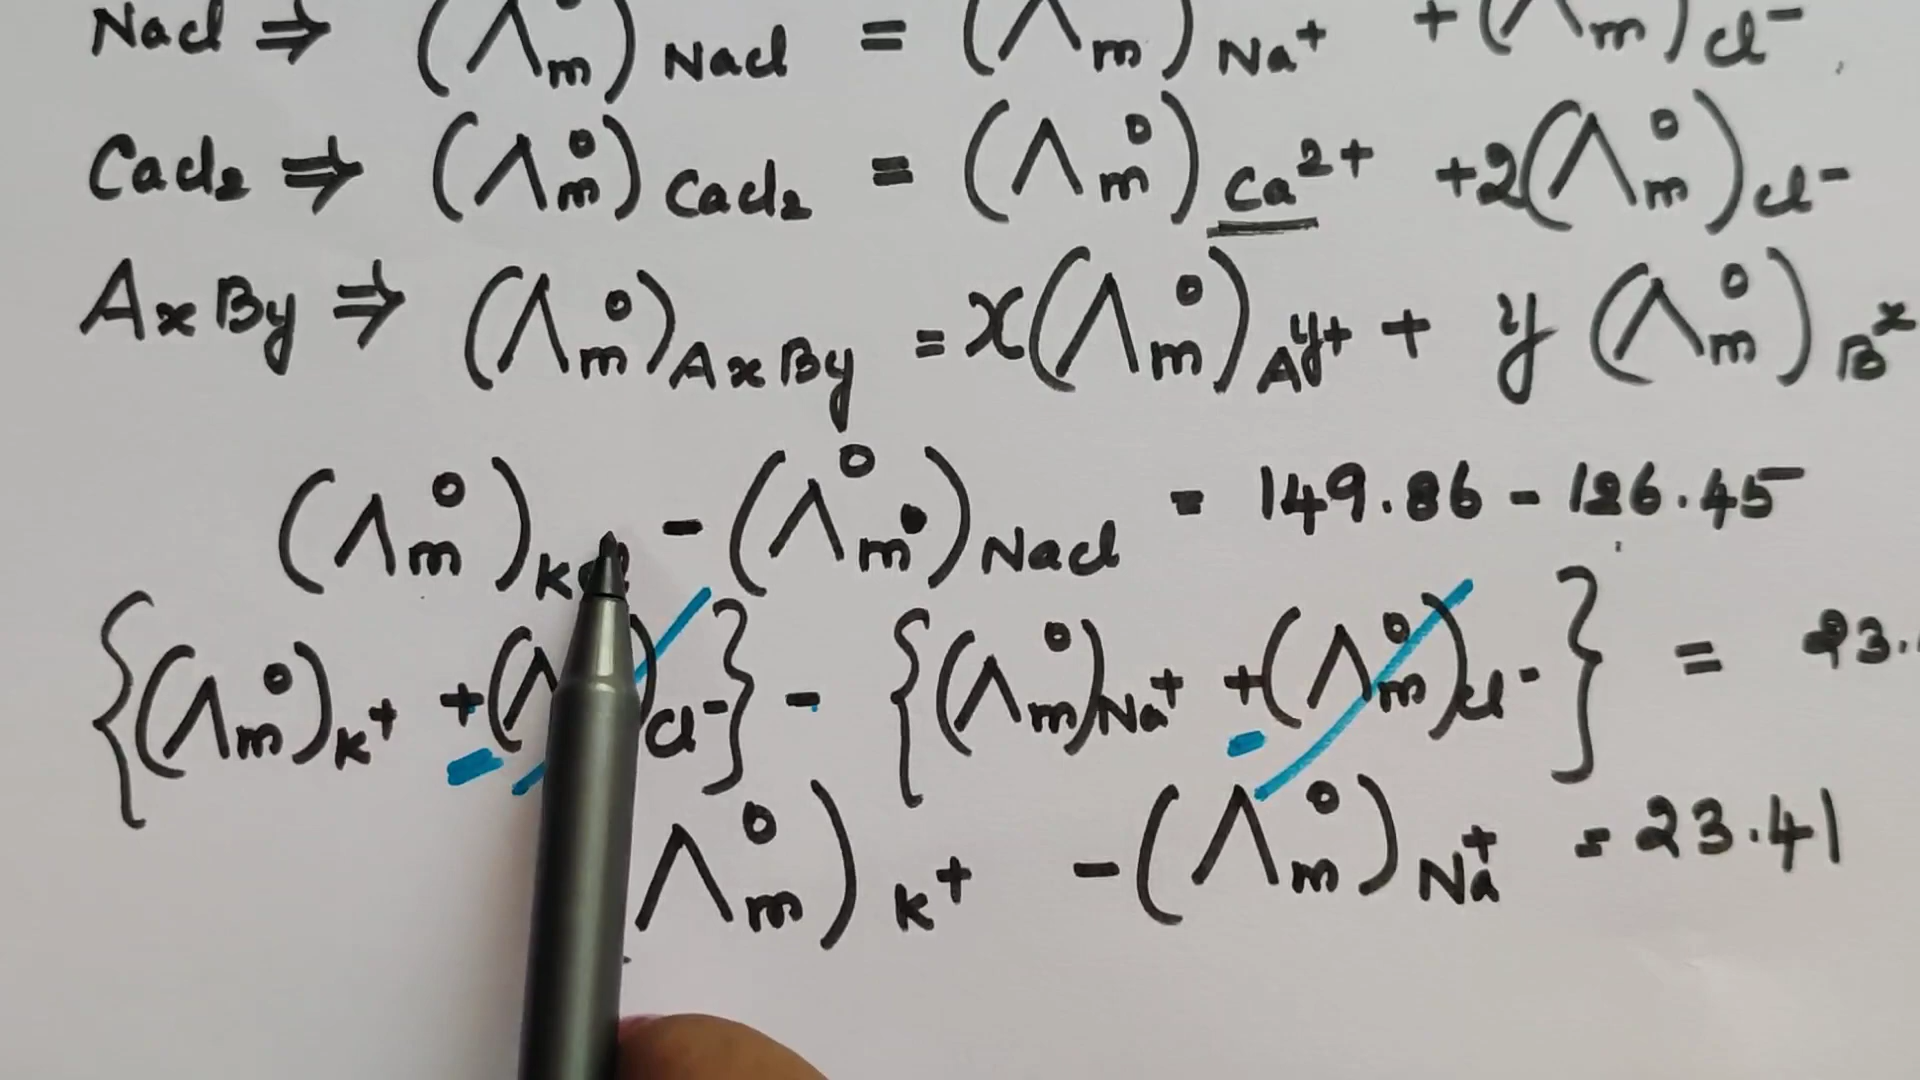 Nacl ⇒ (Λm)Nacl = (Λm)Na+ + (Λm)cl-
Cacl2 ⇒ (Λ°m)Cacl2 = (Λ°m)Ca2+ +2(Λ°m)cl-
AxBy ⇒ (Λ°m)AxBy = x(Λ°m)Ay+ + y (Λ°m)Bx
(Λ°m)K - (Λ°m)Nacl = 149.86 - 126.45
{(Λ°m)K+ +(Λ )cl-} - {(Λ°m)Na+ +(Λ°m)cl-} = 23.
Λ°m)K+ -(Λ°m)Na+ = 23.41